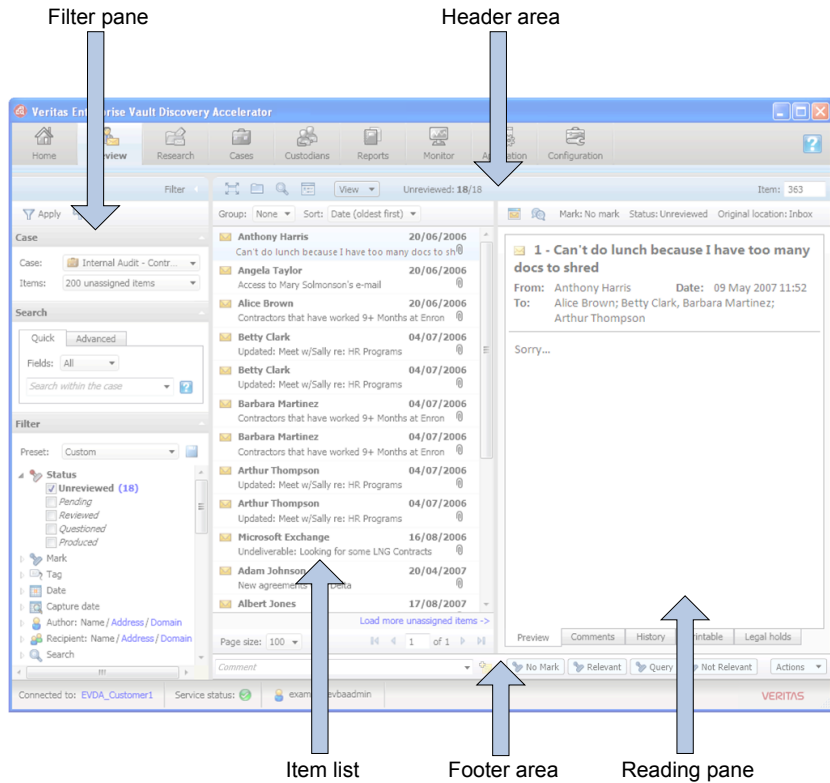 Filter pane
Header area
Veritas Enterprise Vault Discovery Accelerator
Home
Review
Research
Cases
Custodians
Reports
Monitor
Configuration
Filter
View
Unreviewed: 18/18
Item: 363
Apply
Group: None
Sort: Date (oldest first)
Mark: No mark
Status: Unreviewed
Original location: Inbox
Case
Case: Internal Audit - Contr...
Items: 200 unassigned items
Search
Quick
Advanced
Fields: All
Search within the case
Filter
Preset: Custom
Status
Unreviewed (18)
Pending
Reviewed
Questioned
Produced
Mark
Tag
Date
Capture date
Author: Name / Address / Domain
Recipient: Name / Address / Domain
Search
Anthony Harris 20/06/2006
Can't do lunch because I have too many docs to sh
Angela Taylor 20/06/2006
Access to Mary Solmonson's e-mail
Alice Brown 20/06/2006
Contractors that have worked 9+ Months at Enron
Betty Clark 04/07/2006
Updated: Meet w/Sally re: HR Programs
Betty Clark 04/07/2006
Updated: Meet w/Sally re: HR Programs
Barbara Martinez 04/07/2006
Contractors that have worked 9+ Months at Enron
Barbara Martinez 04/07/2006
Contractors that have worked 9+ Months at Enron
Arthur Thompson 04/07/2006
Updated: Meet w/Sally re: HR Programs
Arthur Thompson 04/07/2006
Updated: Meet w/Sally re: HR Programs
Microsoft Exchange 16/08/2006
Undeliverable: Looking for some LNG Contracts
Adam Johnson 20/04/2007
New agreements
Albert Jones 17/08/2007
Load more unassigned items ->
Page size: 100
1 of 1
1 - Can't do lunch because I have too many
docs to shred
From: Anthony Harris Date: 09 May 2007 11:52
To: Alice Brown; Betty Clark, Barbara Martinez;
Arthur Thompson
Sorry...
Preview
Comments
History
Printable
Legal holds
Comment
No Mark
Relevant
Query
Not Relevant
Actions
Connected to: EVDA_Customer1
Service status:
VERITAS
Item list
Footer area
Reading pane